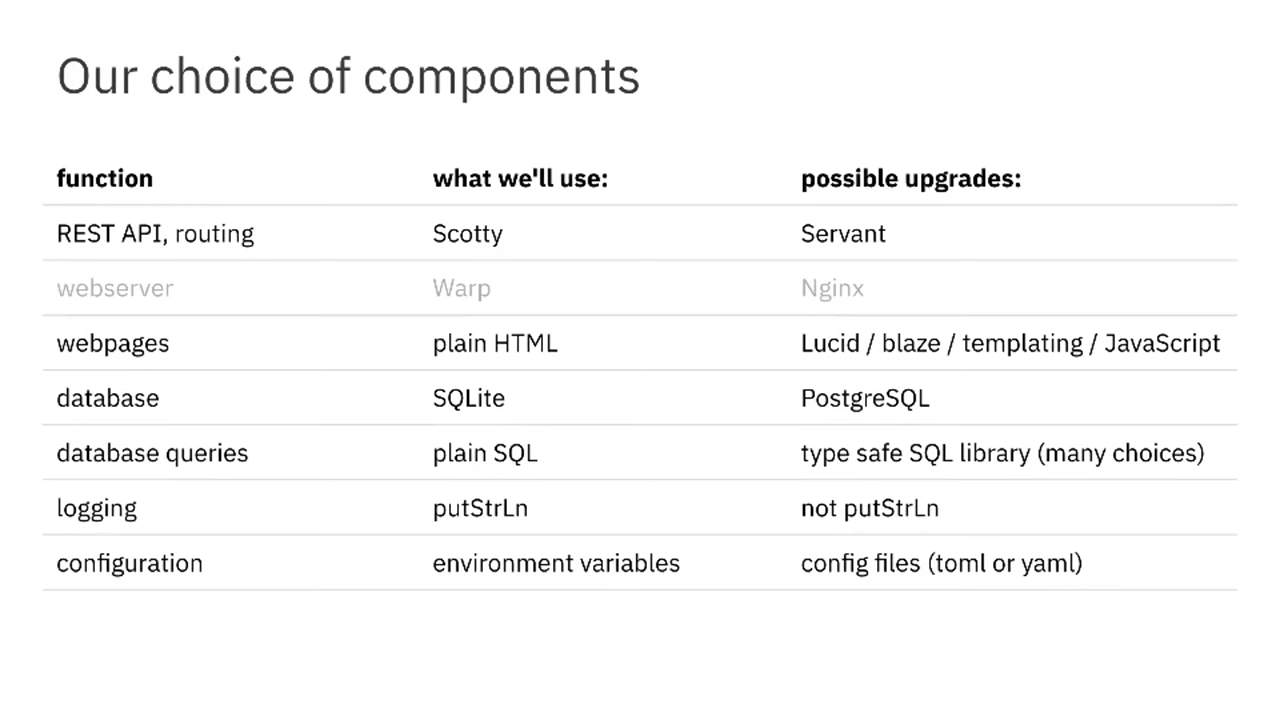 Our choice of components
function what we'll use: possible upgrades:
REST API, routing Scotty Servant
webserver Warp Nginx
webpages plain HTML Lucid / blaze / templating / JavaScript
database SQLite PostgreSQL
database queries plain SQL type safe SQL library (many choices)
logging putStrLn not putStrLn
configuration environment variables config files (toml or yaml)